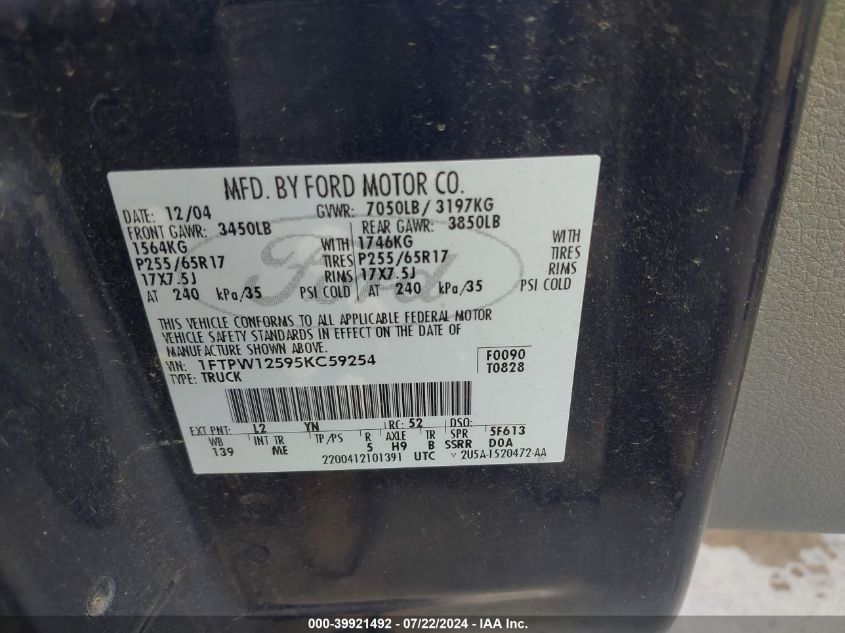 MFD. BY FORD MOTOR CO.
DATE: 12/04 GVWR: 7050LB/ 3197KG
FRONT GAWR: 3450LB REAR GAWR: 3850LB
1564KG WITH 1746KG WITH
P255/65R17 TIRES P255/65R17 TIRES
17X7.5J RIMS 17X7.5J RIMS
AT 240 kPa/35 PSI COLD AT 240 kPa/35 PSI COLD
Ford
THIS VEHICLE CONFORMS TO ALL APPLICABLE FEDERAL MOTOR
VEHICLE SAFETY STANDARDS IN EFFECT ON THE DATE OF
MANUFACTURE SHOWN ABOVE.
VIN: 1FTPW12595KC59254 F0090
TYPE: TRUCK T0828
EXT PNT: L2 YN RC: 52 DSO:
WB INT TR TP/PS R AXLE TR SPR 5F613
139 ME 5 H9 B SSRR DOA
2200412101391 UTC 2U5A-1520472-AA
000-39921492 - 07/22/2024 - IAA Inc.